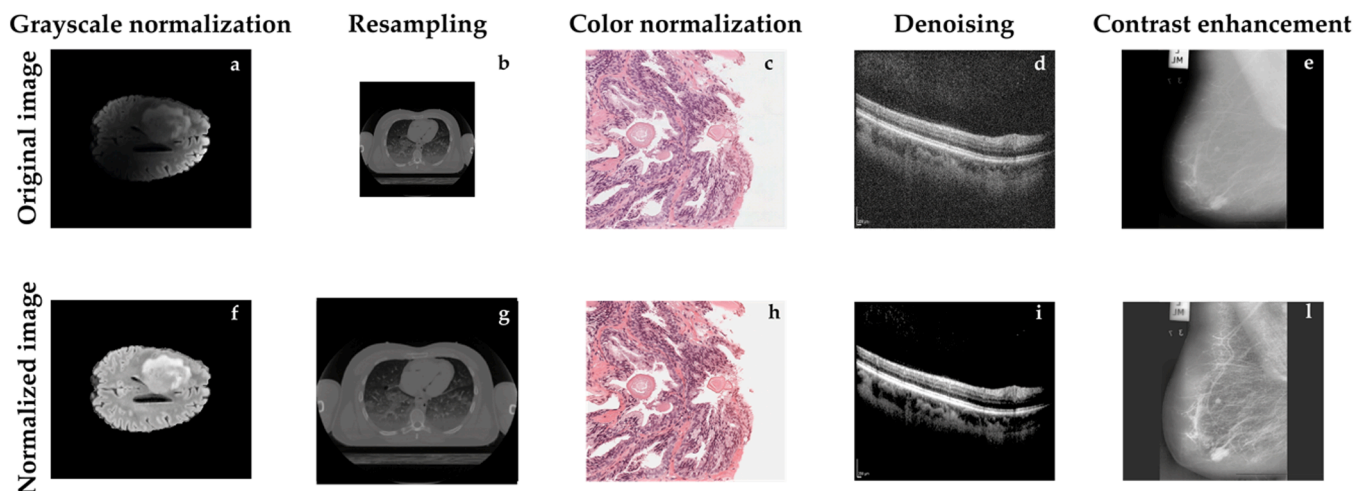 Grayscale normalization
Resampling
Color normalization
Denoising
Contrast enhancement
Original image
a
b
c
d
e
Normalized image
f
g
h
i
l